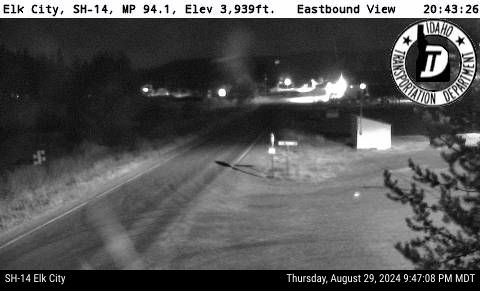 Elk City, SH-14, MP 94.1, Elev 3,939ft. Eastbound View 20:43:26
IDAHO
TRANSPORTATION DEPARTMENT
SH-14 Elk City Thursday, August 29, 2024 9:47:08 PM MDT